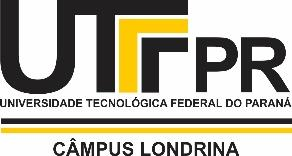 UTFPR
UNIVERSIDADE TECNOLÓGICA FEDERAL DO PARANÁ
CÂMPUS LONDRINA